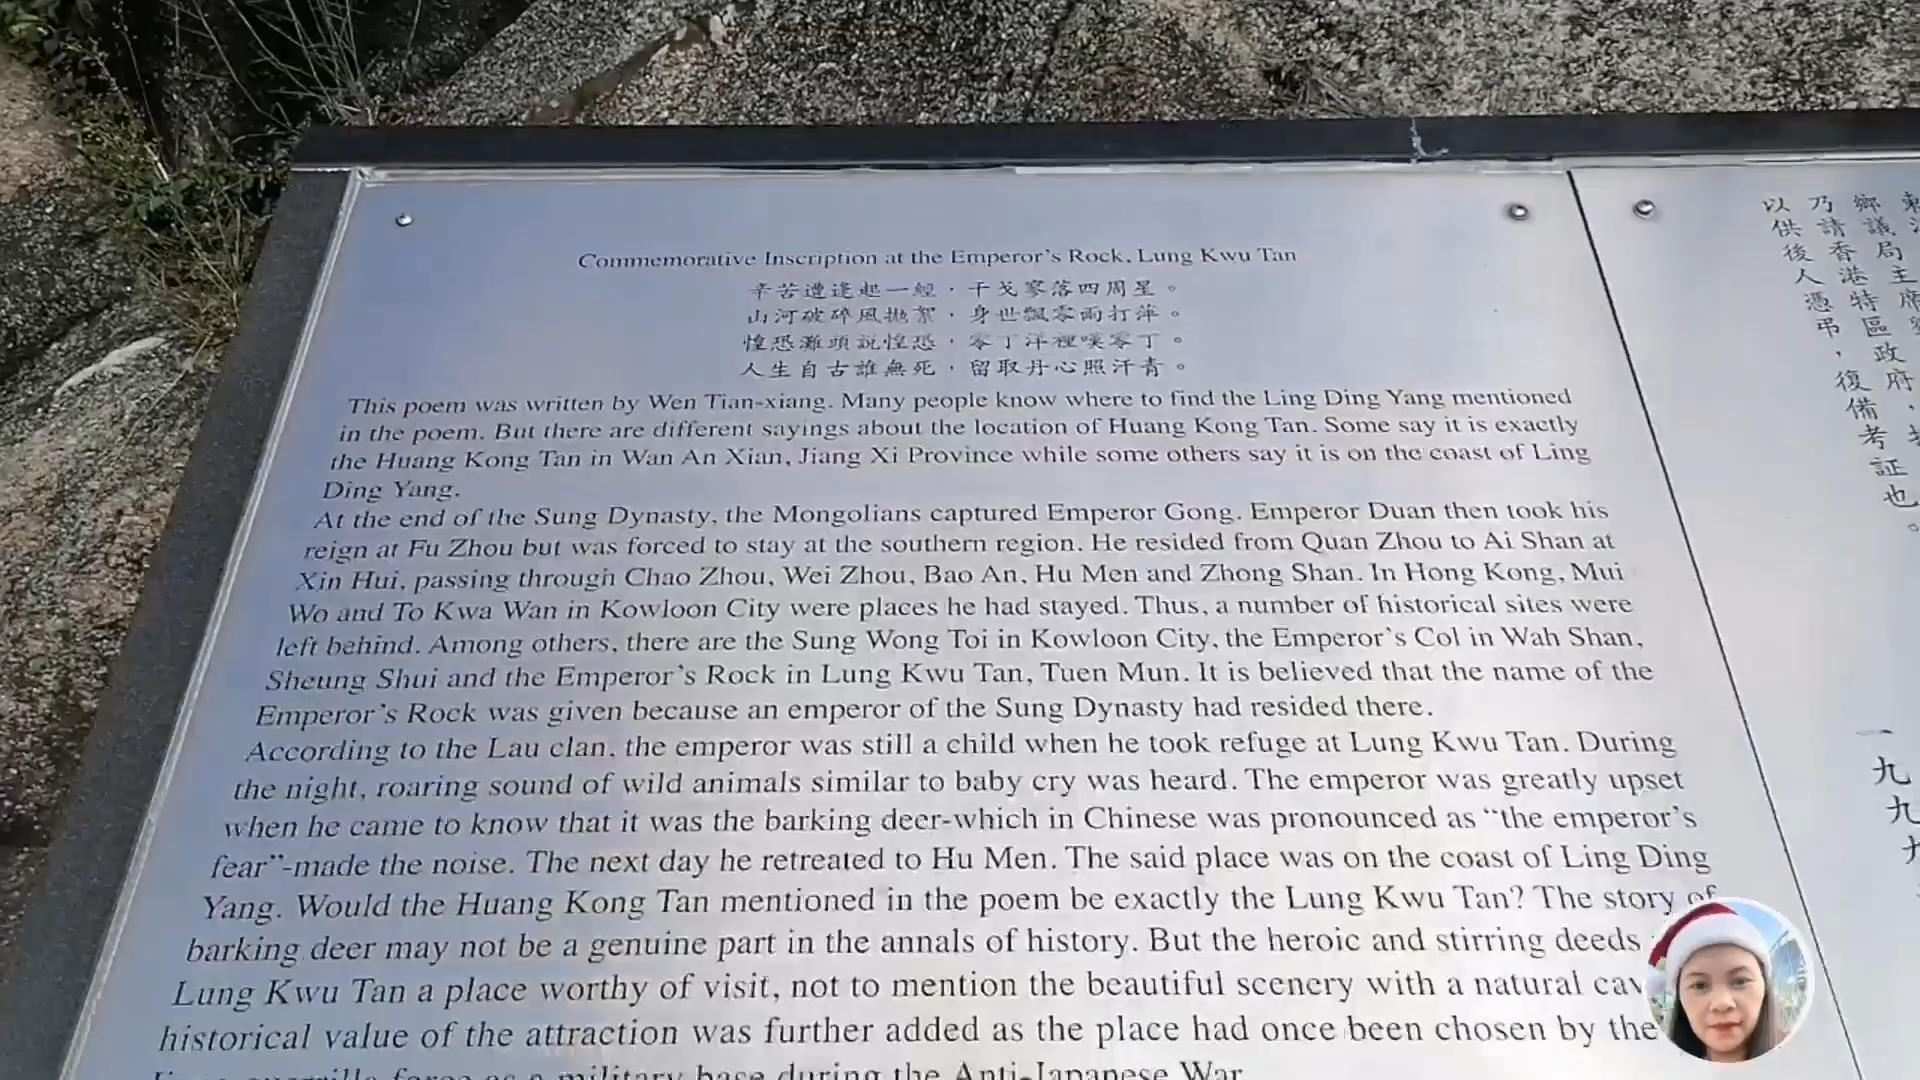 Commemorative Inscription at the Emperor's Rock, Lung Kwu Tan
辛苦遭逢起一經，干戈寥落四周星。
山河破碎風拋絮，身世飄零雨打萍。
惶恐灘頭說惶恐，零丁洋裡嘆零丁。
人生自古誰無死，留取丹心照汗青。
This poem was written by Wen Tian-xiang. Many people know where to find the Ling Ding Yang mentioned
in the poem. But there are different sayings about the location of Huang Kong Tan. Some say it is exactly
the Huang Kong Tan in Wan An Xian, Jiang Xi Province while some others say it is on the coast of Ling
Ding Yang.
At the end of the Sung Dynasty, the Mongolians captured Emperor Gong. Emperor Duan then took his
reign at Fu Zhou but was forced to stay at the southern region. He resided from Quan Zhou to Ai Shan at
Xin Hui, passing through Chao Zhou, Wei Zhou, Bao An, Hu Men and Zhong Shan. In Hong Kong, Mui
Wo and To Kwa Wan in Kowloon City were places he had stayed. Thus, a number of historical sites were
left behind. Among others, there are the Sung Wong Toi in Kowloon City, the Emperor's Col in Wah Shan,
Sheung Shui and the Emperor's Rock in Lung Kwu Tan, Tuen Mun. It is believed that the name of the
Emperor's Rock was given because an emperor of the Sung Dynasty had resided there.
According to the Lau clan, the emperor was still a child when he took refuge at Lung Kwu Tan. During
the night, roaring sound of wild animals similar to baby cry was heard. The emperor was greatly upset
when he came to know that it was the barking deer-which in Chinese was pronounced as "the emperor's
fear"-made the noise. The next day he retreated to Hu Men. The said place was on the coast of Ling Ding
Yang. Would the Huang Kong Tan mentioned in the poem be exactly the Lung Kwu Tan? The story of
barking deer may not be a genuine part in the annals of history. But the heroic and stirring deeds
Lung Kwu Tan a place worthy of visit, not to mention the beautiful scenery with a natural
historical value of the attraction was further added as the place had once been chosen by the
as a military base during the Anti-Japanese War
鄉議局主席
乃請香港特區政府，
以供後人憑弔，復備考証也。
一九九